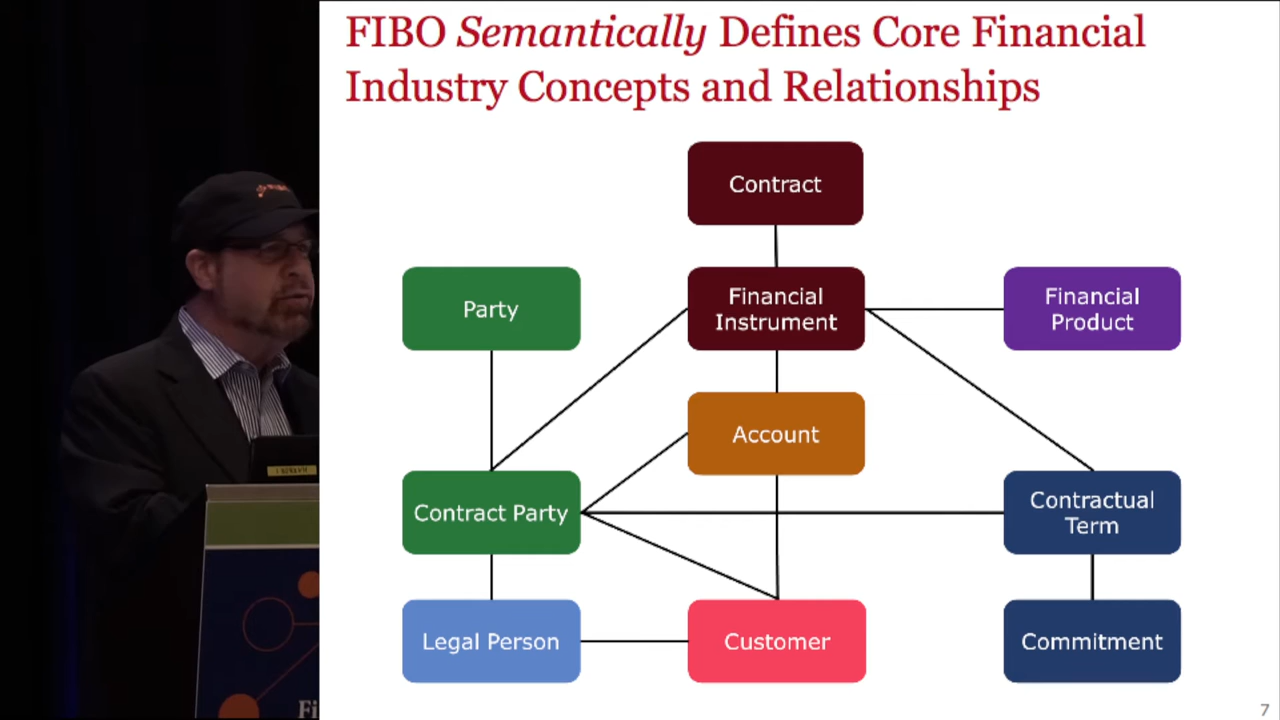 FIBO Semantically Defines Core Financial
Industry Concepts and Relationships
Contract
Party
Financial
Instrument
Financial
Product
Account
Contract Party
Contractual
Term
Legal Person
Customer
Commitment
Fi
7